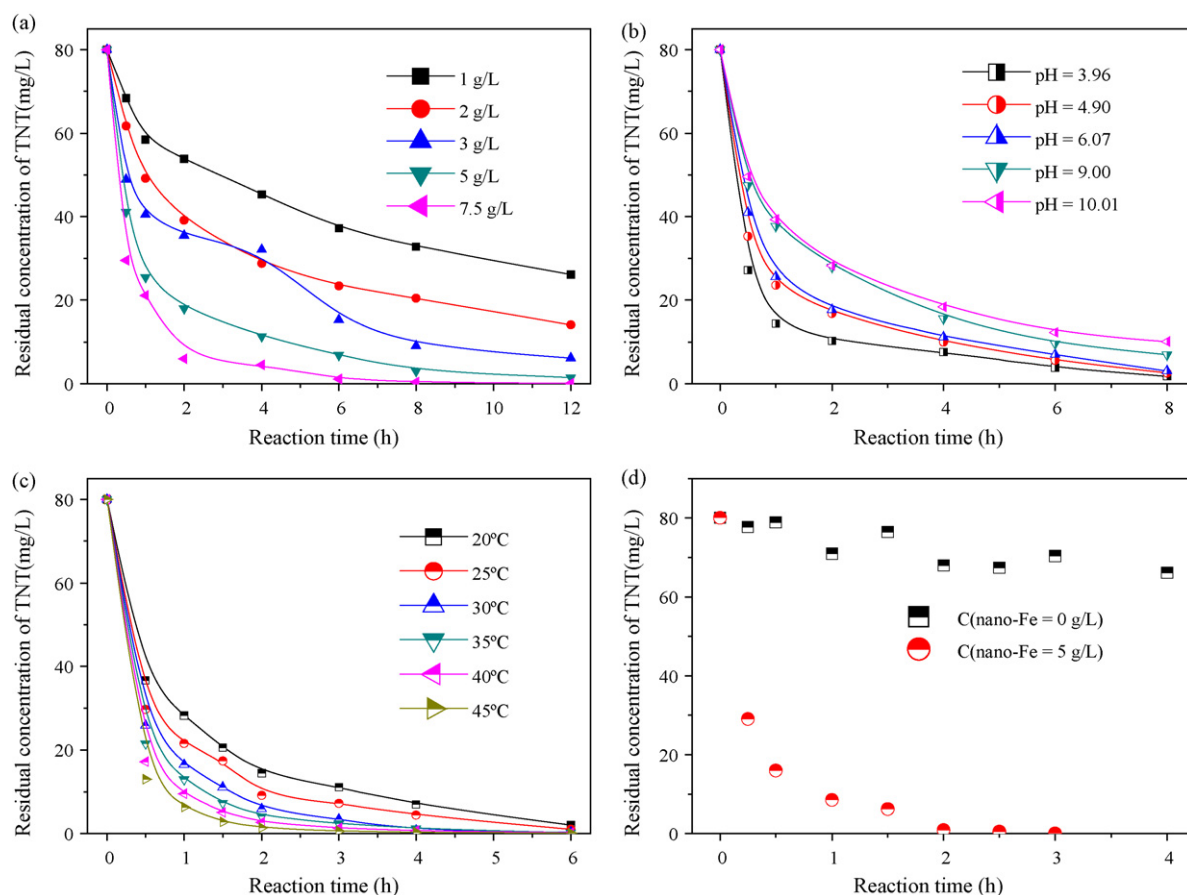 (a)
Residual concentration of TNT(mg/L)
80
60
40
20
0
1 g/L
2 g/L
3 g/L
5 g/L
7.5 g/L
0 2 4 6 8 10 12
Reaction time (h)
(b)
Residual concentration of TNT(mg/L)
80
60
40
20
0
pH = 3.96
pH = 4.90
pH = 6.07
pH = 9.00
pH = 10.01
0 2 4 6 8
Reaction time (h)
(c)
Residual concentration of TNT(mg/L)
80
60
40
20
0
20ºC
25ºC
30ºC
35ºC
40ºC
45ºC
0 1 2 3 4 5 6
Reaction time (h)
(d)
Residual concentration of TNT(mg/L)
80
60
40
20
0
C(nano-Fe = 0 g/L)
C(nano-Fe = 5 g/L)
0 1 2 3 4
Reaction time (h)